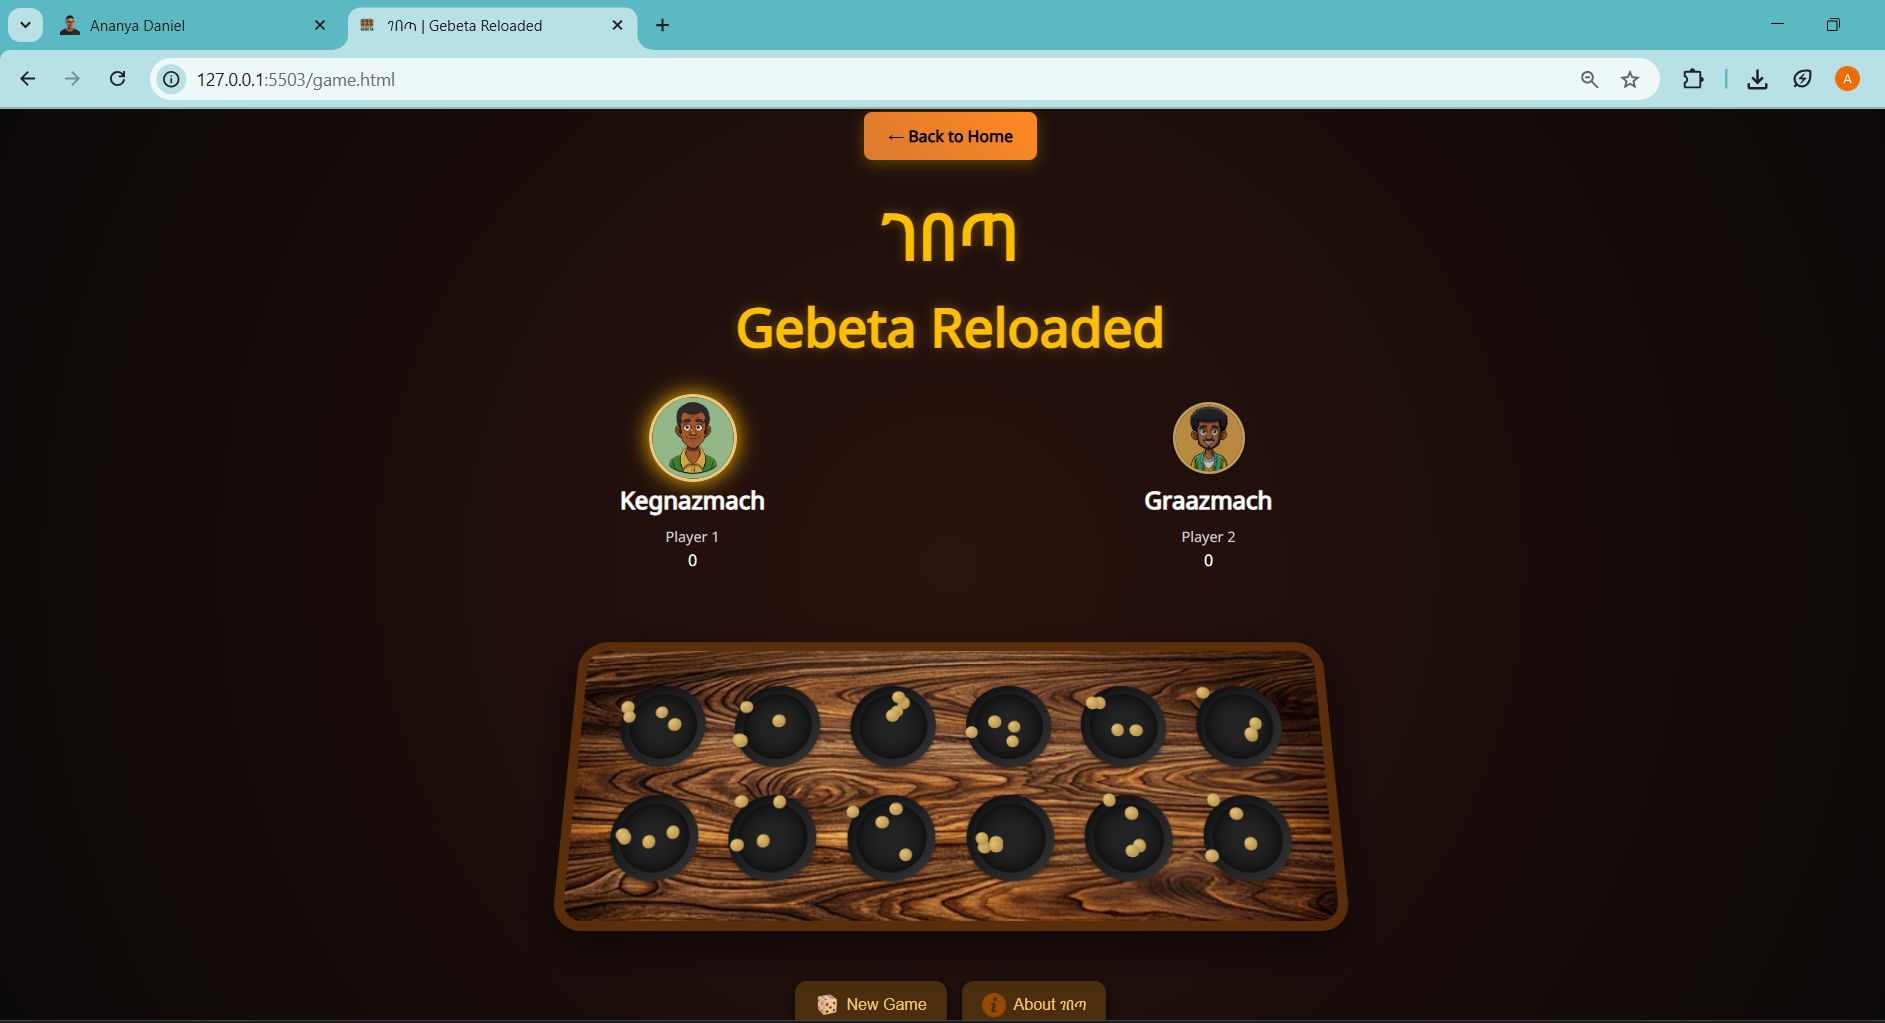 Ananya Daniel
ገበጣ | Gebeta Reloaded
127.0.0.1:5503/game.html
A
← Back to Home
ገበጣ
Gebeta Reloaded
Kegnazmach
Graazmach
Player 1
Player 2
0
0
New Game
About ገበጣ